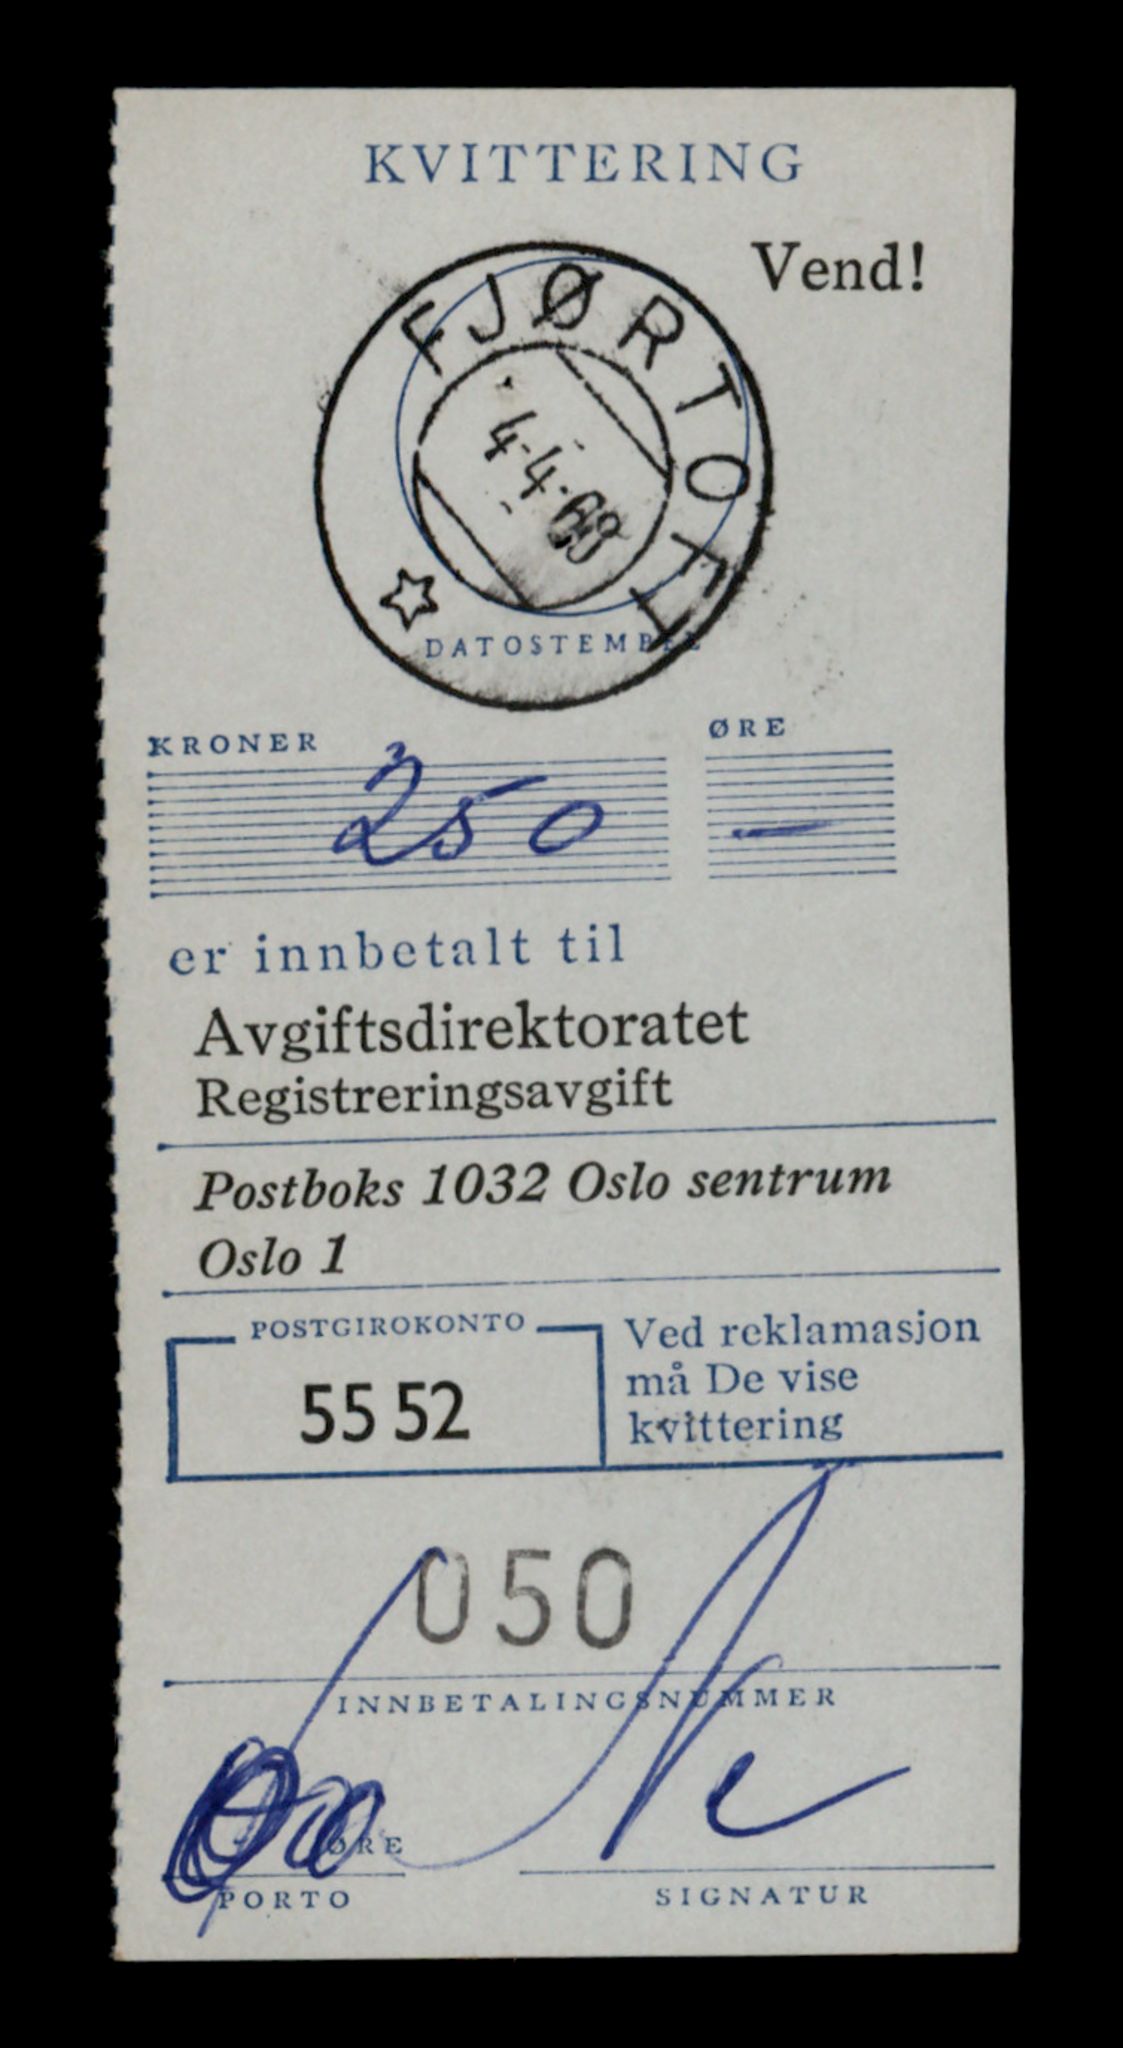 KVITTERING
Vend!
FJØRTOFT
4.4.69
DATOSTEMPEL
KRONER ØRE
250 —
er innbetalt til
Avgiftsdirektoratet
Registreringsavgift
Postboks 1032 Oslo sentrum
Oslo 1
POSTGIROKONTO
55 52
Ved reklamasjon
må De vise
kvittering
050
INNBETALINGSNUMMER
ØRE
PORTO
SIGNATUR